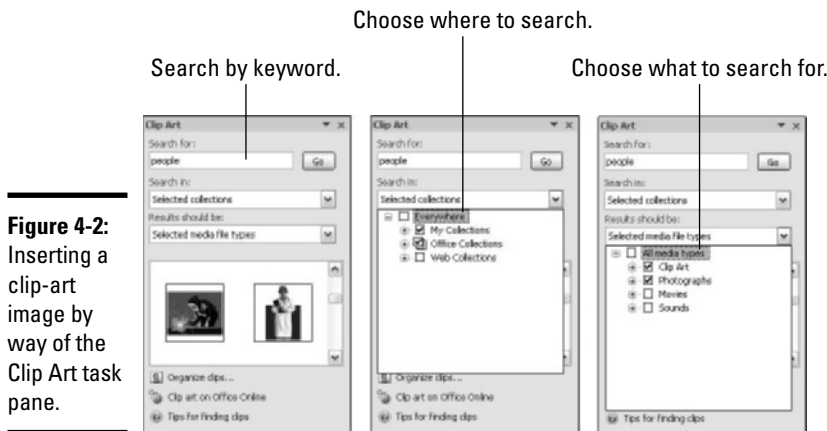 Choose where to search.
Search by keyword.
Choose what to search for.
Clip Art
Search for:
people
Go
Search in:
Selected collections
Results should be:
Selected media file types
Organize clips...
Clip art on Office Online
Tips for finding clips
Clip Art
Search for:
people
Go
Search in:
Selected collections
Everywhere
My Collections
Office Collections
Web Collections
Organize clips...
Clip art on Office Online
Tips for finding clips
Clip Art
Search for:
people
Go
Search in:
Selected collections
Results should be:
Selected media file types
All media types
Clip Art
Photographs
Movies
Sounds
Tips for finding clips
Figure 4-2:
Inserting a
clip-art
image by
way of the
Clip Art task
pane.